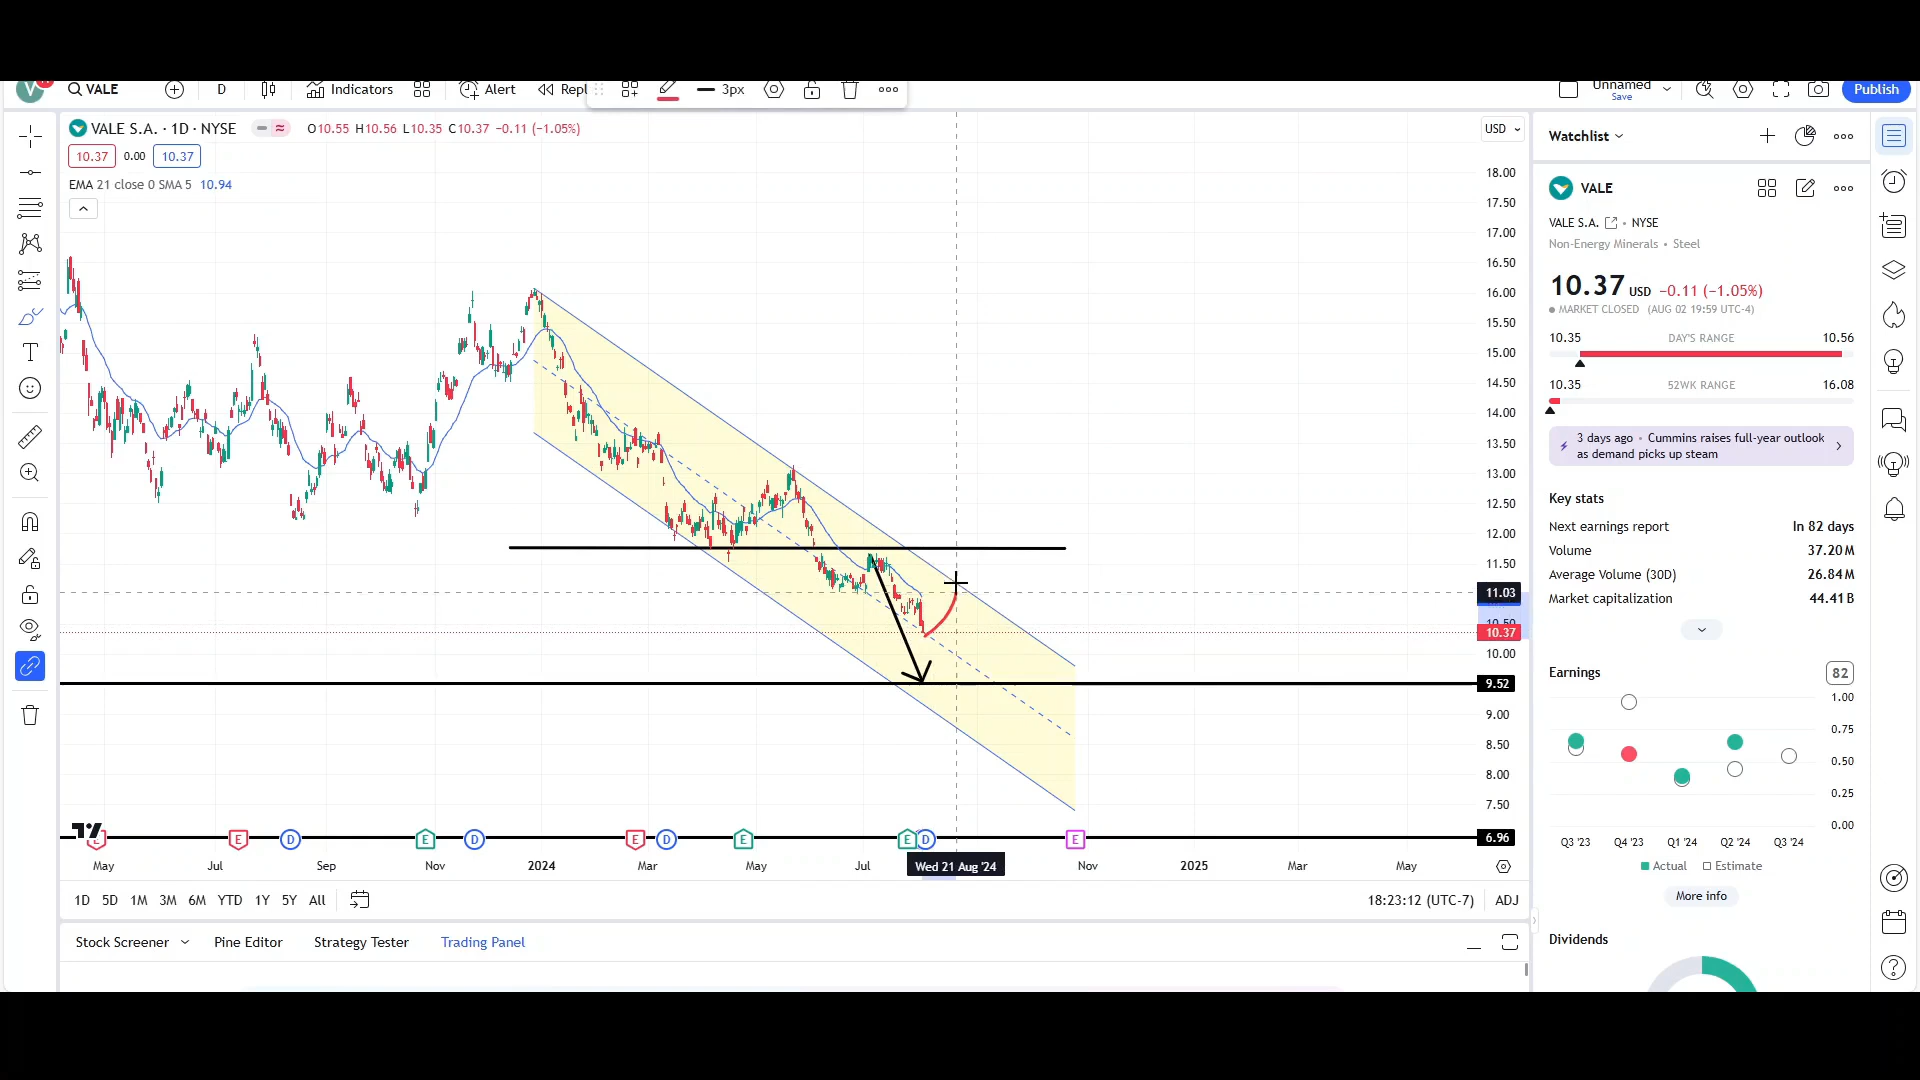 VALE
D
Indicators
Alert
Repl
3px
Unnamed
Save
Publish
VALE S.A. · 1D · NYSE
O10.55 H10.56 L10.35 C10.37 −0.11 (−1.05%)
10.37 0.00 10.37
EMA 21 close 0 SMA 5 10.94
USD
18.00
17.50
17.00
16.50
16.00
15.50
15.00
14.50
14.00
13.50
13.00
12.50
12.00
11.50
11.03
10.50
10.37
10.00
9.52
9.00
8.50
8.00
7.50
6.96
E D E D E D E E D E
May Jul Sep Nov 2024 Mar May Jul Wed 21 Aug '24 Nov 2025 Mar May
1D 5D 1M 3M 6M YTD 1Y 5Y All
18:23:12 (UTC-7) ADJ
Stock Screener Pine Editor Strategy Tester Trading Panel
Watchlist
VALE
VALE S.A. • NYSE
Non-Energy Minerals • Steel
10.37 USD −0.11 (−1.05%)
MARKET CLOSED (AUG 02 19:59 UTC-4)
10.35 DAY'S RANGE 10.56
10.35 52WK RANGE 16.08
3 days ago • Cummins raises full-year outlook
as demand picks up steam
Key stats
Next earnings report In 82 days
Volume 37.20M
Average Volume (30D) 26.84M
Market capitalization 44.41B
Earnings 82
1.00
0.75
0.50
0.25
0.00
Q3 '23 Q4 '23 Q1 '24 Q2 '24 Q3 '24
Actual Estimate
More info
Dividends